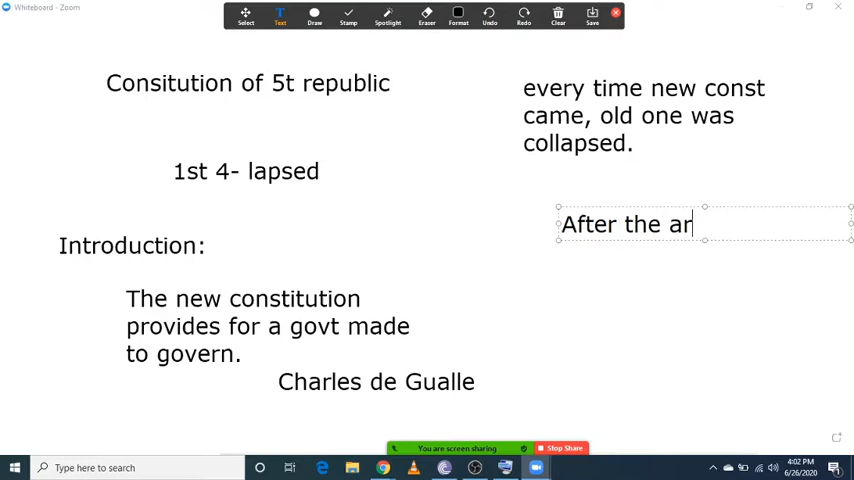 Whiteboard - Zoom
Select
Text
Draw
Stamp
Spotlight
Eraser
Format
Undo
Redo
Clear
Save
Consitution of 5t republic
1st 4- lapsed
Introduction:
The new constitution
provides for a govt made
to govern.
Charles de Gualle
every time new const
came, old one was
collapsed.
After the ar
You are screen sharing
Stop Share
Type here to search
4:02 PM
6/26/2020